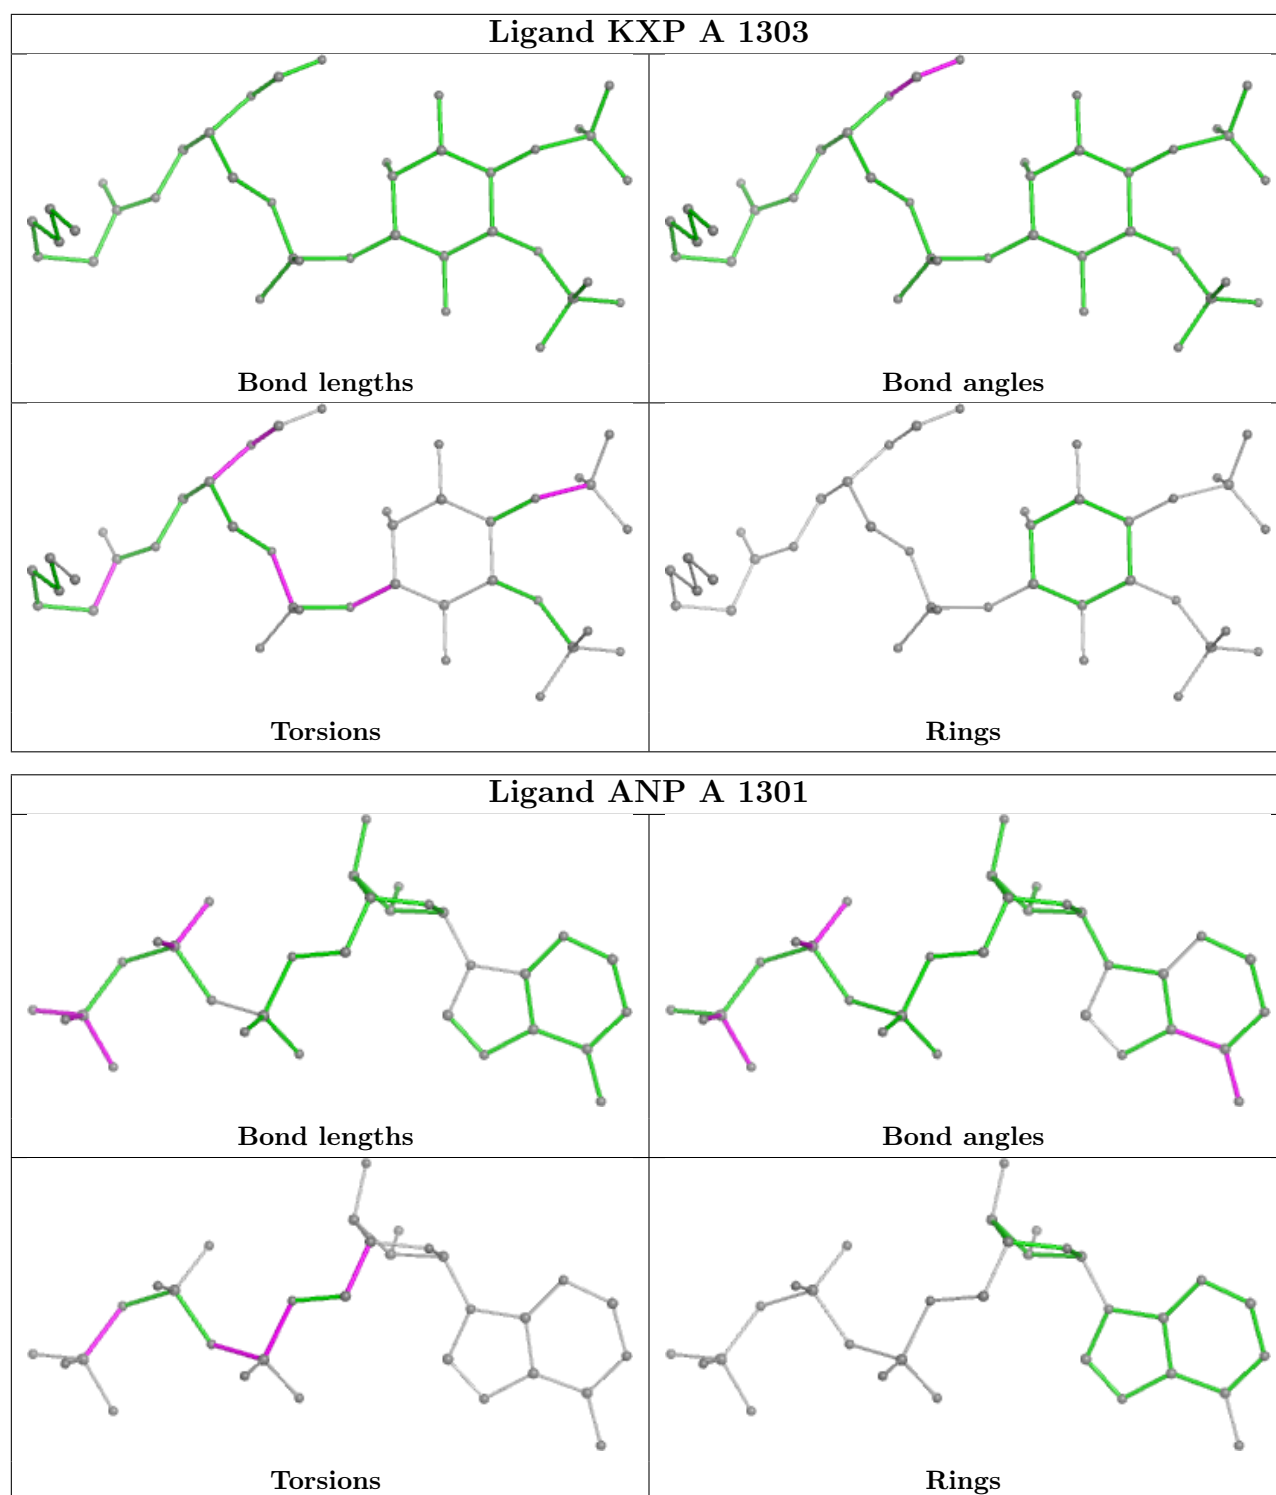 Ligand KXP A 1303
Bond lengths
Bond angles
Torsions
Rings
Ligand ANP A 1301
Bond lengths
Bond angles
Torsions
Rings